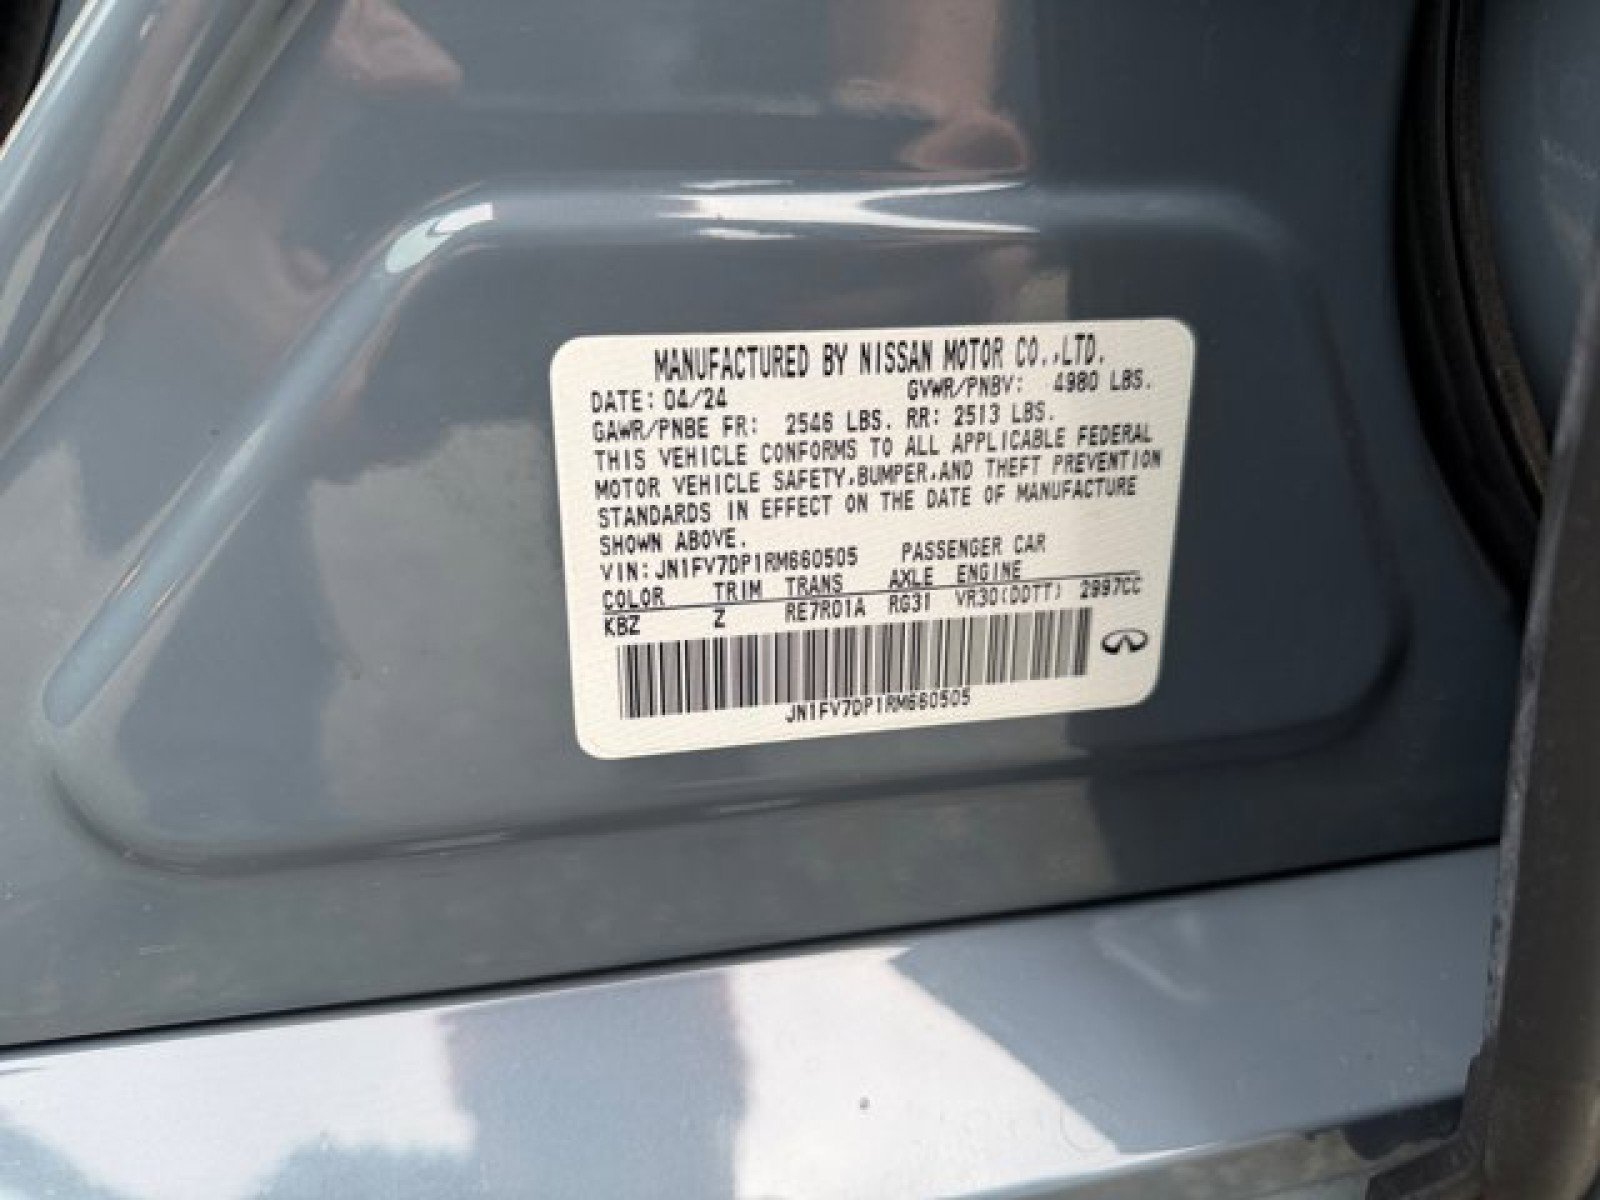 MANUFACTURED BY NISSAN MOTOR CO.,LTD.
DATE: 04/24 GVWR/PNBV: 4980 LBS.
GAWR/PNBE FR: 2546 LBS. RR: 2513 LBS.
THIS VEHICLE CONFORMS TO ALL APPLICABLE FEDERAL
MOTOR VEHICLE SAFETY,BUMPER,AND THEFT PREVENTION
STANDARDS IN EFFECT ON THE DATE OF MANUFACTURE
SHOWN ABOVE.
VIN: JN1FV7DP1RM660505 PASSENGER CAR
COLOR TRIM TRANS AXLE ENGINE
KBZ Z RE7R01A RG31 VR30(DDTT) 2997CC
JN1FV7DP1RM660505